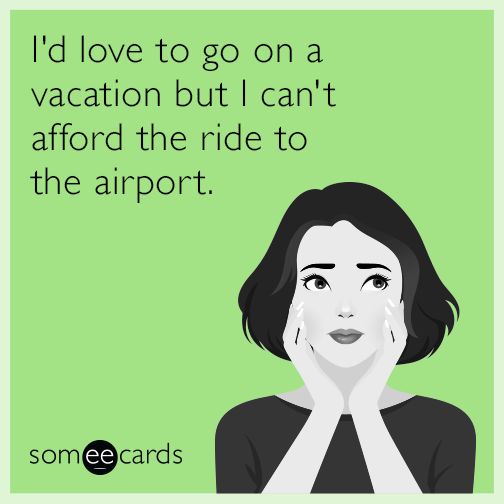 I'd love to go on a
vacation but I can't
afford the ride to
the airport.
someecards